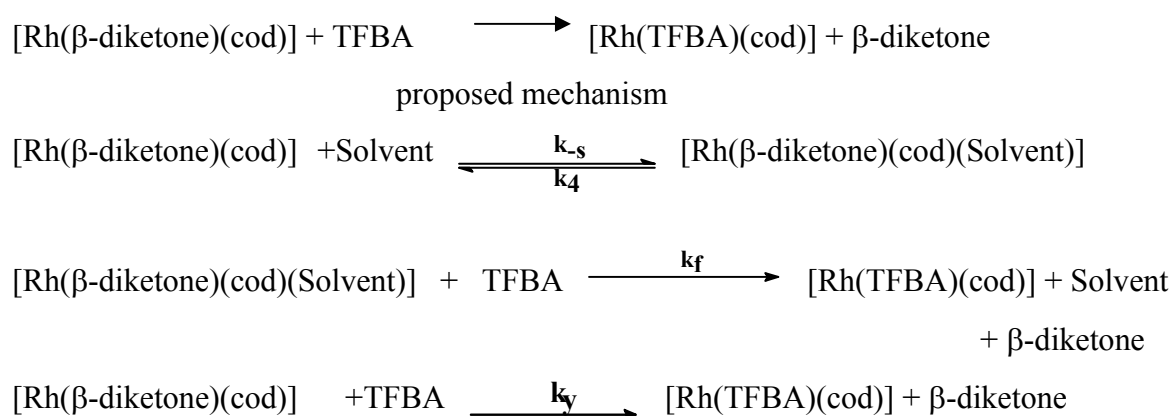 [Rh(β-diketone)(cod)] + TFBA → [Rh(TFBA)(cod)] + β-diketone
proposed mechanism
k-s
[Rh(β-diketone)(cod)] +Solvent ⇌ [Rh(β-diketone)(cod)(Solvent)]
k4
kf
[Rh(β-diketone)(cod)(Solvent)] + TFBA → [Rh(TFBA)(cod)] + Solvent
+ β-diketone
[Rh(β-diketone)(cod)] +TFBA ky → [Rh(TFBA)(cod)] + β-diketone